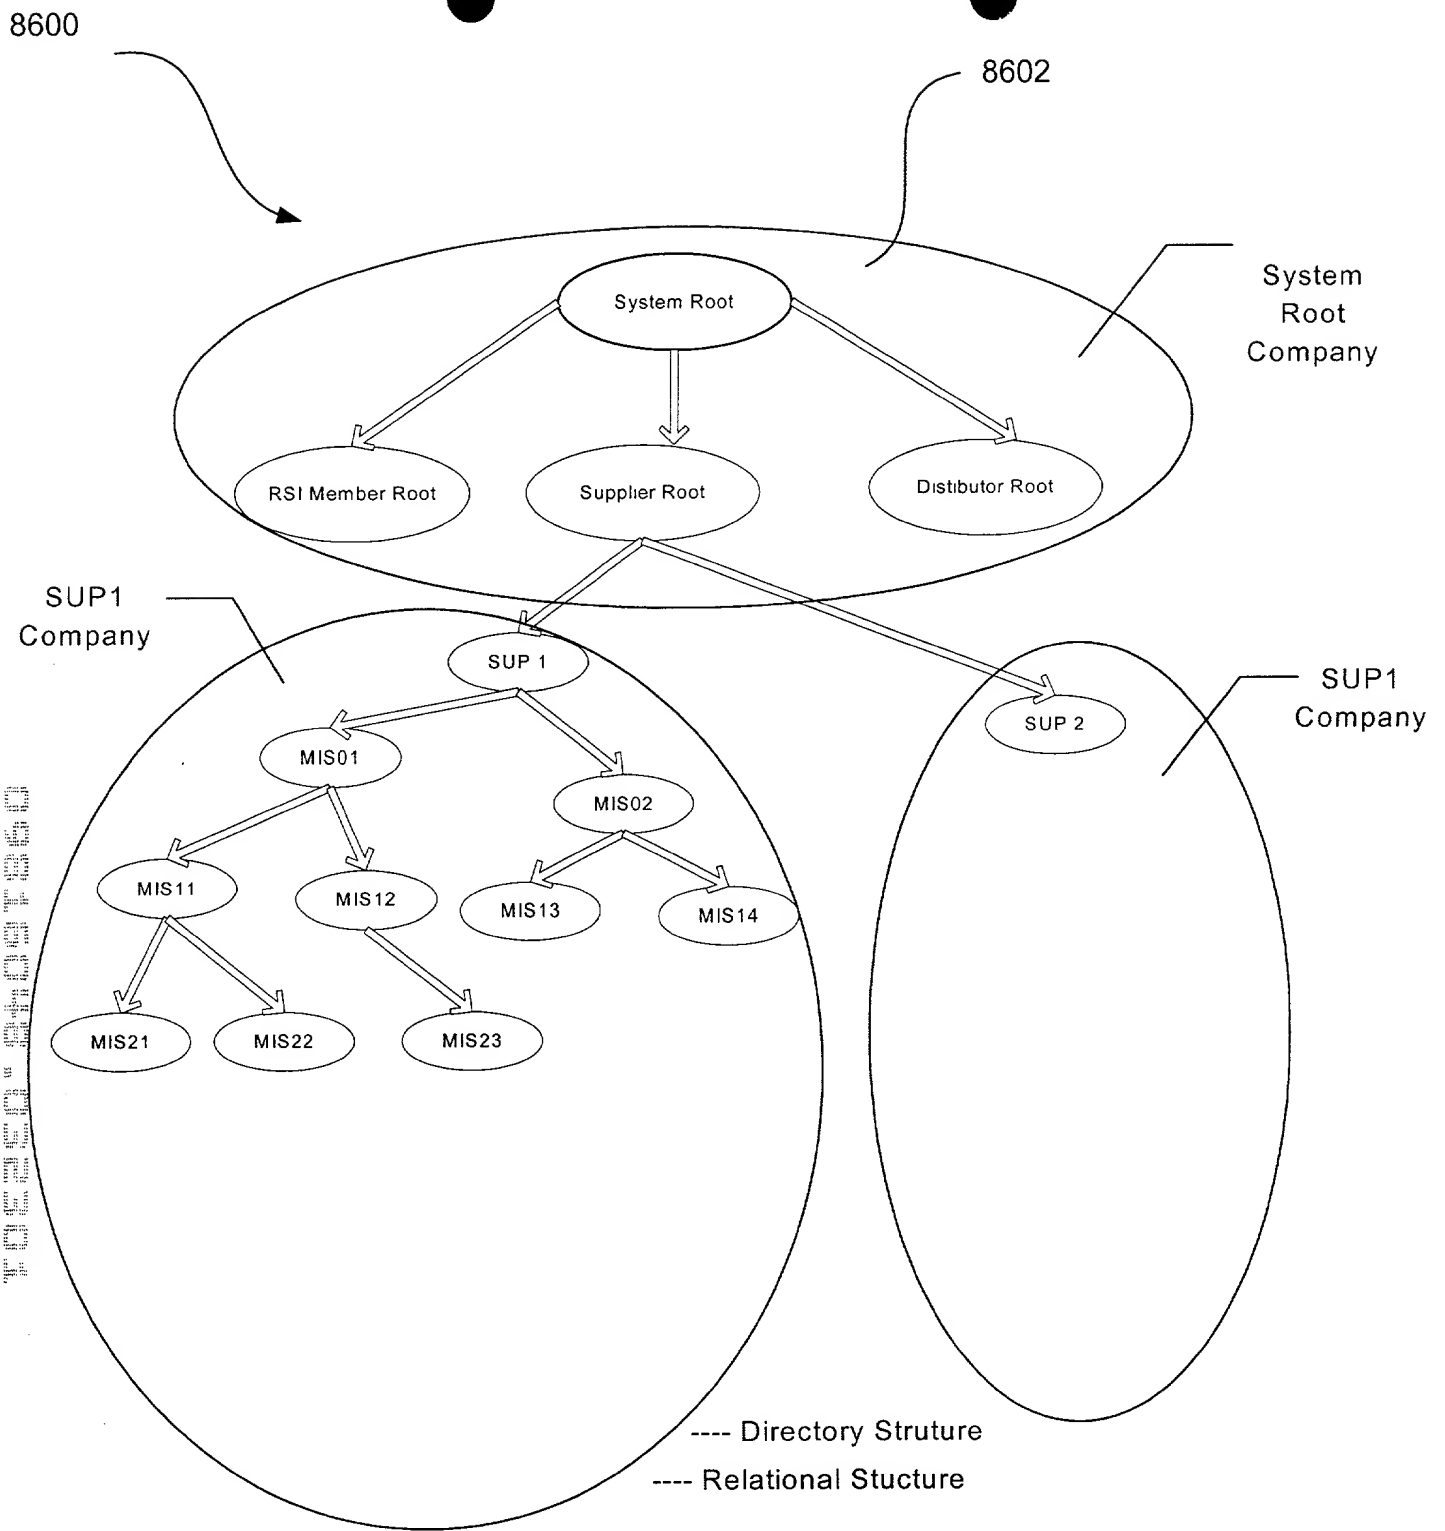 8600
8602
System
Root
Company
System Root
RSI Member Root
Supplier Root
Distibutor Root
SUP1
Company
SUP 1
SUP1
Company
SUP 2
MIS01
MIS02
MIS11
MIS12
MIS13
MIS14
MIS21
MIS22
MIS23
---- Directory Struture
---- Relational Stucture